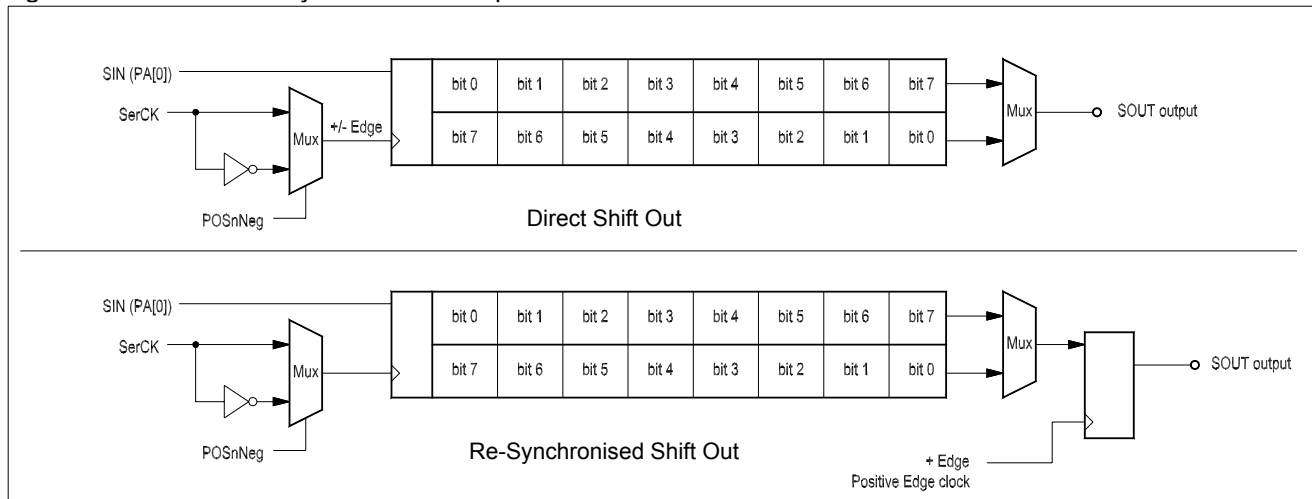 SIN (PA[0])
SerCK
POSnNeg
Mux
+/- Edge
bit 0 bit 1 bit 2 bit 3 bit 4 bit 5 bit 6 bit 7
bit 7 bit 6 bit 5 bit 4 bit 3 bit 2 bit 1 bit 0
Mux
SOUT output
Direct Shift Out
SIN (PA[0])
SerCK
POSnNeg
Mux
bit 0 bit 1 bit 2 bit 3 bit 4 bit 5 bit 6 bit 7
bit 7 bit 6 bit 5 bit 4 bit 3 bit 2 bit 1 bit 0
Mux
SOUT output
Re-Synchronised Shift Out
+ Edge
Positive Edge clock